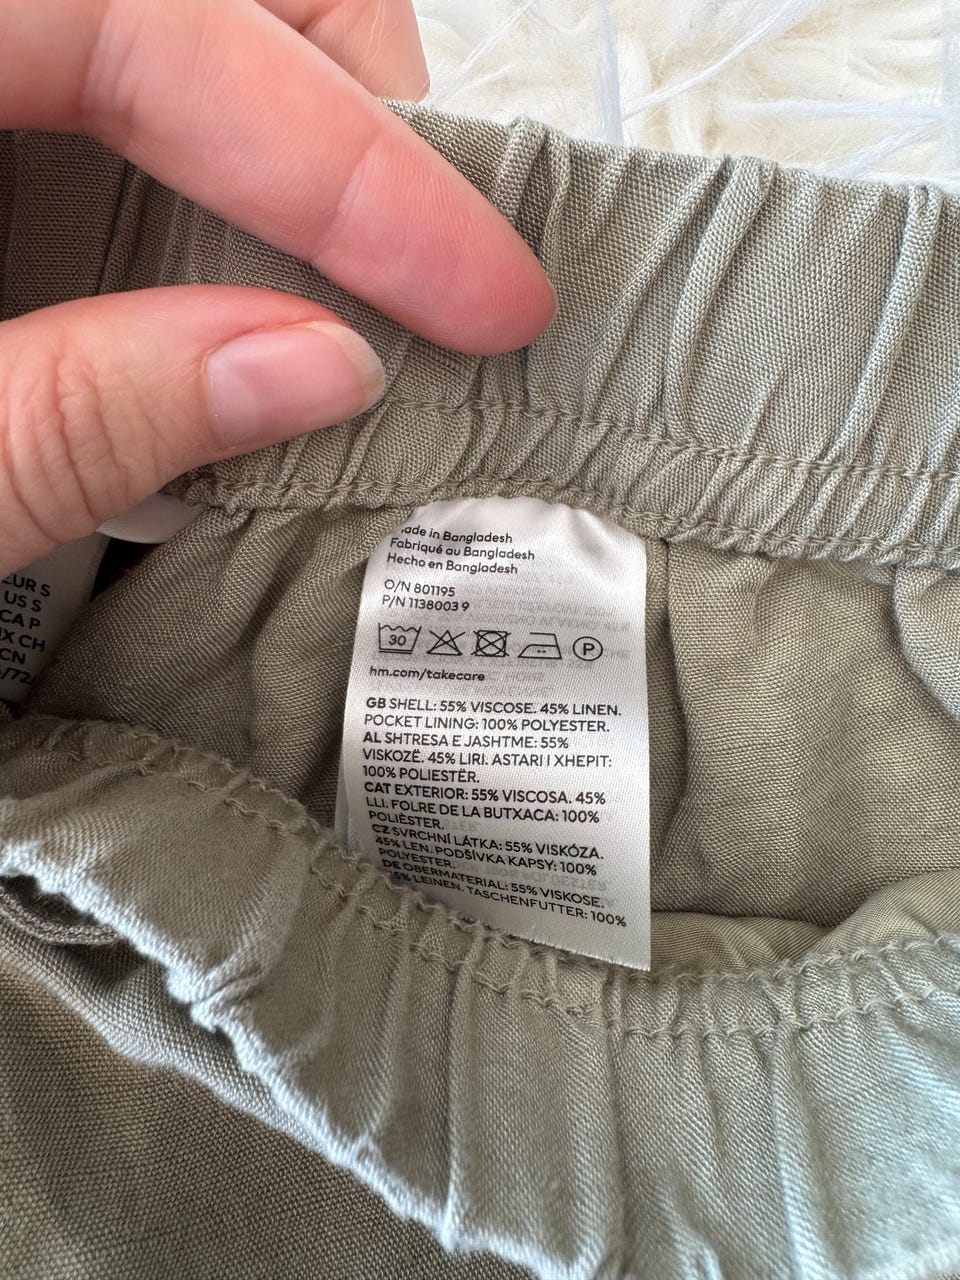 EUR S
US S
CA P
CH
CN
in Bangladesh
Fabriqué au Bangladesh
Hecho en Bangladesh
O/N 801195
P/N 1138003 9
30
P
hm.com/takecare
GB SHELL: 55% VISCOSE. 45% LINEN.
POCKET LINING: 100% POLYESTER.
AL SHTRESA E JASHTME: 55%
VISKOZË. 45% LIRI. ASTARI I XHEPIT:
100% POLIESTËR.
CAT EXTERIOR: 55% VISCOSA. 45%
LLI. FOLRE DE LA BUTXACA: 100%
POLIÈSTER.
CZ SVRCHNÍ LÁTKA: 55% VISKÓZA.
45% LEN. PODŠÍVKA KAPSY: 100%
POLYESTER.
DE OBERMATERIAL: 55% VISKOSE.
LEINEN. TASCHENFUTTER: 100%